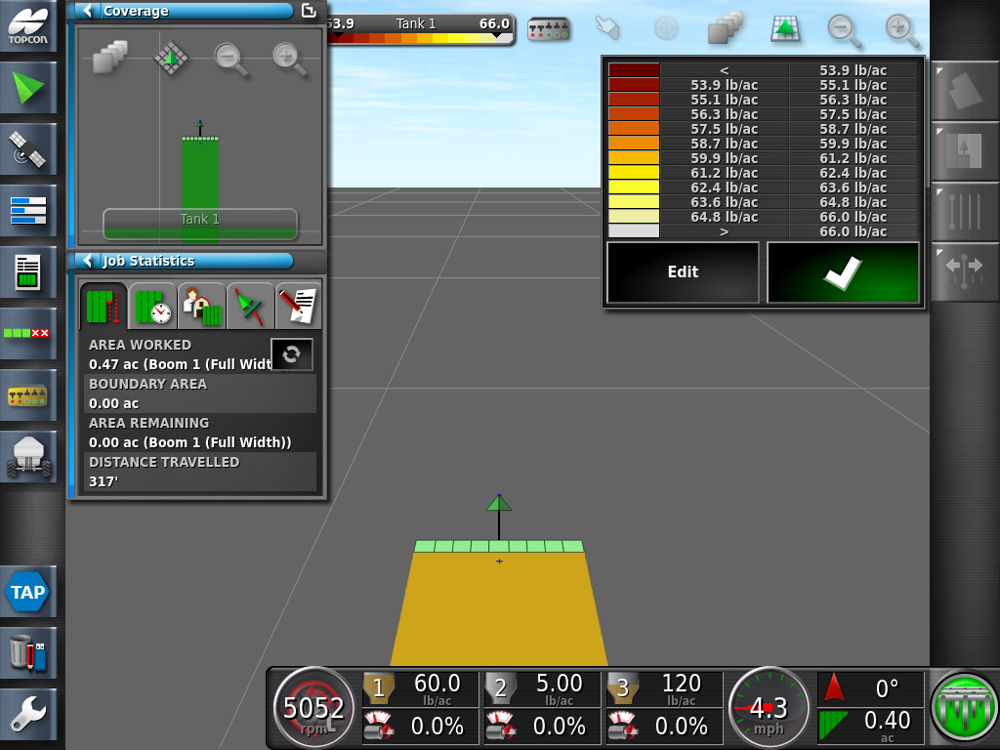 TOPCON
Coverage
53.9 Tank 1 66.0
Tank 1
< 53.9 lb/ac
53.9 lb/ac 55.1 lb/ac
55.1 lb/ac 56.3 lb/ac
56.3 lb/ac 57.5 lb/ac
57.5 lb/ac 58.7 lb/ac
58.7 lb/ac 59.9 lb/ac
59.9 lb/ac 61.2 lb/ac
61.2 lb/ac 62.4 lb/ac
62.4 lb/ac 63.6 lb/ac
63.6 lb/ac 64.8 lb/ac
64.8 lb/ac 66.0 lb/ac
> 66.0 lb/ac
Edit
Job Statistics
AREA WORKED
0.47 ac (Boom 1 (Full Widt
BOUNDARY AREA
0.00 ac
AREA REMAINING
0.00 ac (Boom 1 (Full Width))
DISTANCE TRAVELLED
317'
TAP
5052
rpm
1 60.0
lb/ac
0.0%
2 5.00
lb/ac
0.0%
3 120
lb/ac
0.0%
4.3
mph
0°
0.40
ac